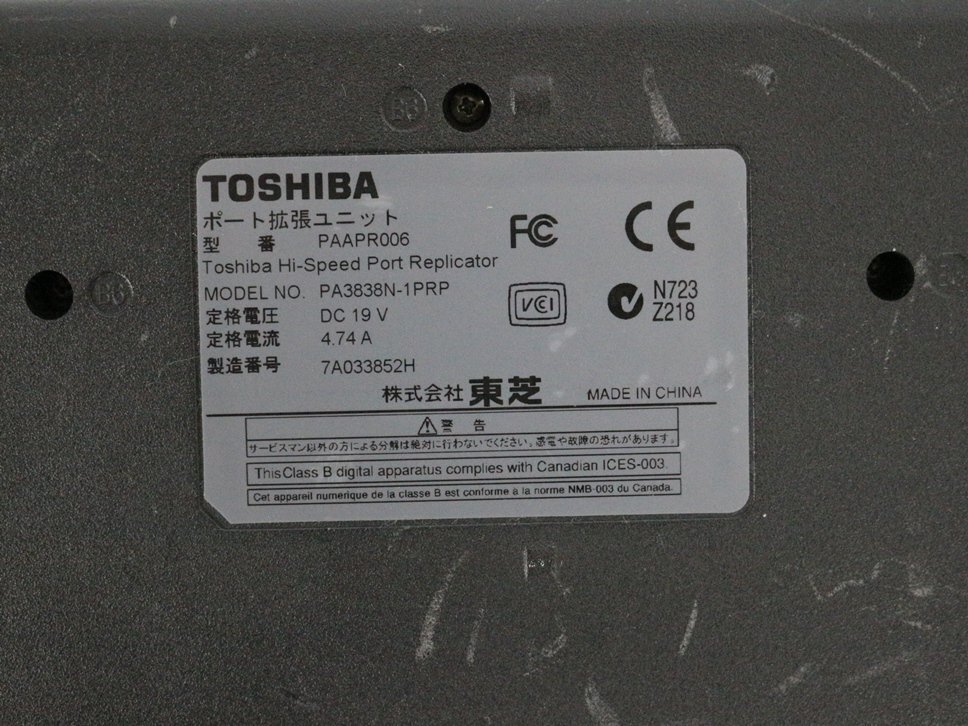 B3
TOSHIBA
ポート拡張ユニット
型 番 PAAPR006
Toshiba Hi-Speed Port Replicator
MODEL NO. PA3838N-1PRP
定格電圧 DC 19 V
定格電流 4.74 A
製造番号 7A033852H
FC
CE
VCI
N723
Z218
B6
株式会社 東芝 MADE IN CHINA
警 告
サービスマン以外の方による分解は絶対に行わないでください。感電や故障の恐れがあります。
This Class B digital apparatus complies with Canadian ICES-003.
Cet appareil numerique de la classe B est conforme à la norme NMB-003 du Canada.